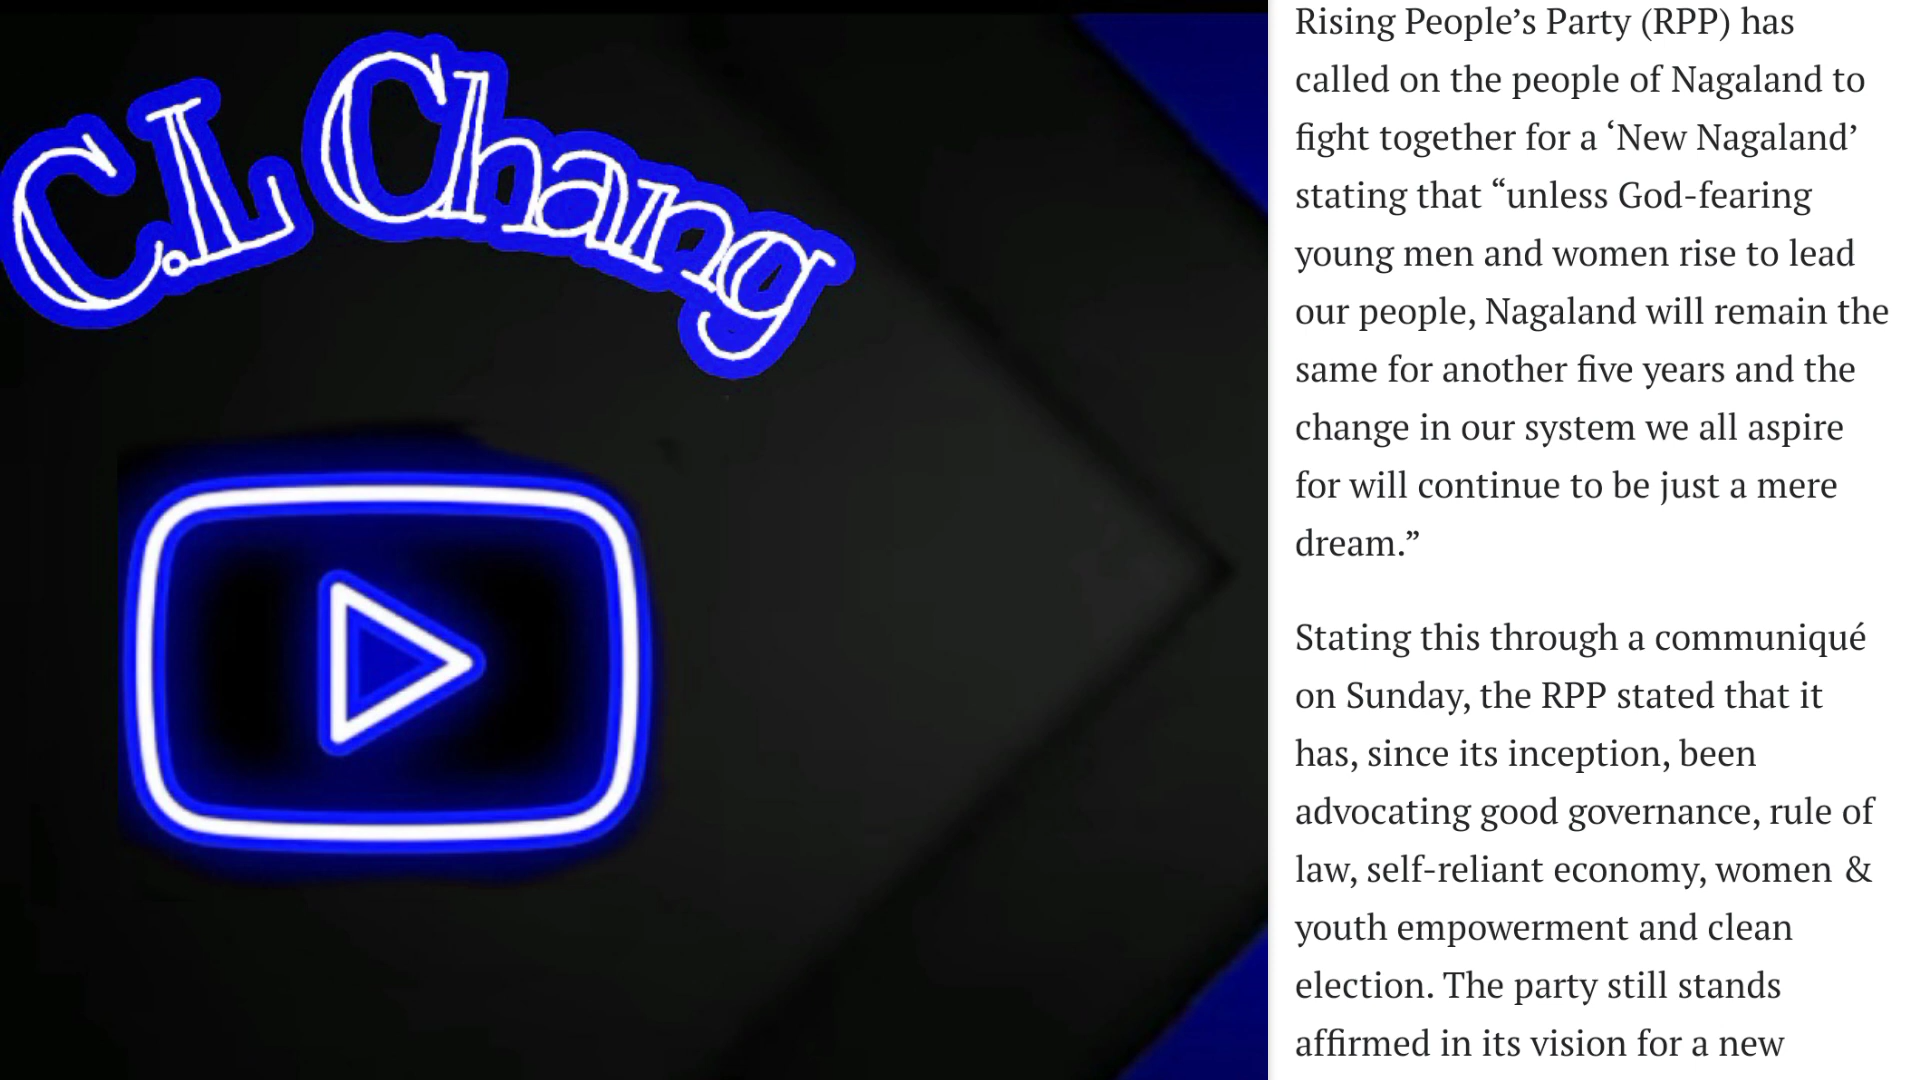 C.L Chang
Rising People’s Party (RPP) has
called on the people of Nagaland to
fight together for a ‘New Nagaland’
stating that “unless God-fearing
young men and women rise to lead
our people, Nagaland will remain the
same for another five years and the
change in our system we all aspire
for will continue to be just a mere
dream.”
Stating this through a communiqué
on Sunday, the RPP stated that it
has, since its inception, been
advocating good governance, rule of
law, self-reliant economy, women &
youth empowerment and clean
election. The party still stands
affirmed in its vision for a new